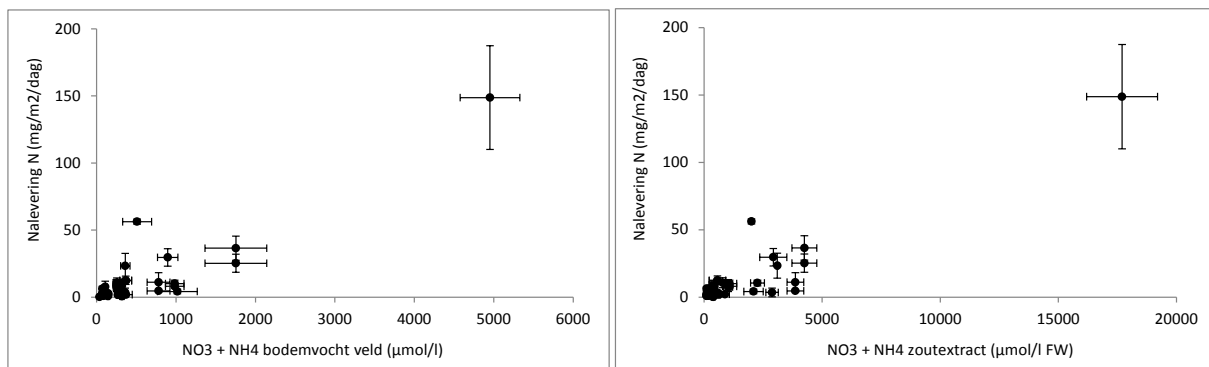 Nalevering N (mg/m2/dag)
200
150
100
50
0
0 1000 2000 3000 4000 5000 6000
NO3 + NH4 bodemvocht veld (µmol/l)
Nalevering N (mg/m2/dag)
200
150
100
50
0
0 5000 10000 15000 20000
NO3 + NH4 zoutextract (µmol/l FW)